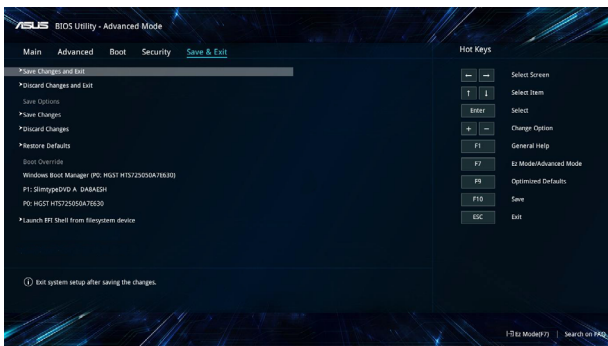 ASUS BIOS Utility - Advanced Mode
Main Advanced Boot Security Save & Exit
Save Changes and Exit
Discard Changes and Exit
Save Options
Save Changes
Discard Changes
Restore Defaults
Boot Override
Windows Boot Manager (P0: HGST HTS725050A7E630)
P1: SlimtypeDVD A DA8AESH
P0: HGST HTS725050A7E630
Launch EFI Shell from filesystem device
Exit system setup after saving the changes.
Hot Keys
← → Select Screen
↑ ↓ Select Item
Enter Select
+ - Change Option
F1 General Help
F7 Ez Mode/Advanced Mode
F9 Optimized Defaults
F10 Save
ESC Exit
Ez Mode(F7) | Search on FAQ